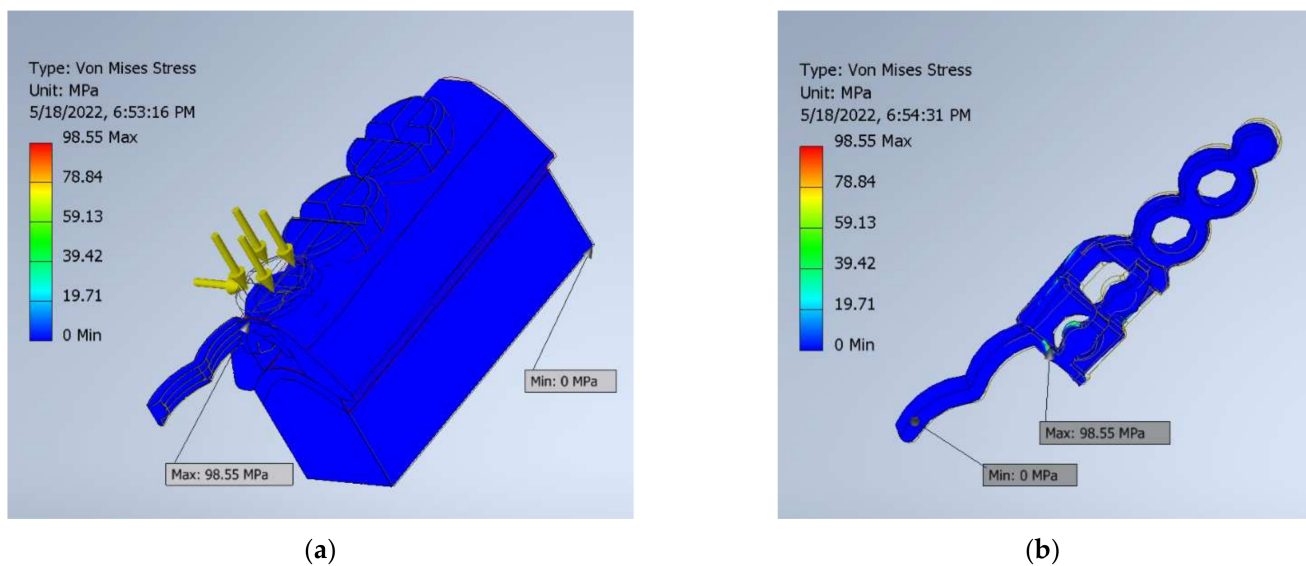 Type: Von Mises Stress
Unit: MPa
5/18/2022, 6:53:16 PM
98.55 Max
78.84
59.13
39.42
19.71
0 Min
Min: 0 MPa
Max: 98.55 MPa
(a)
Type: Von Mises Stress
Unit: MPa
5/18/2022, 6:54:31 PM
98.55 Max
78.84
59.13
39.42
19.71
0 Min
Max: 98.55 MPa
Min: 0 MPa
(b)